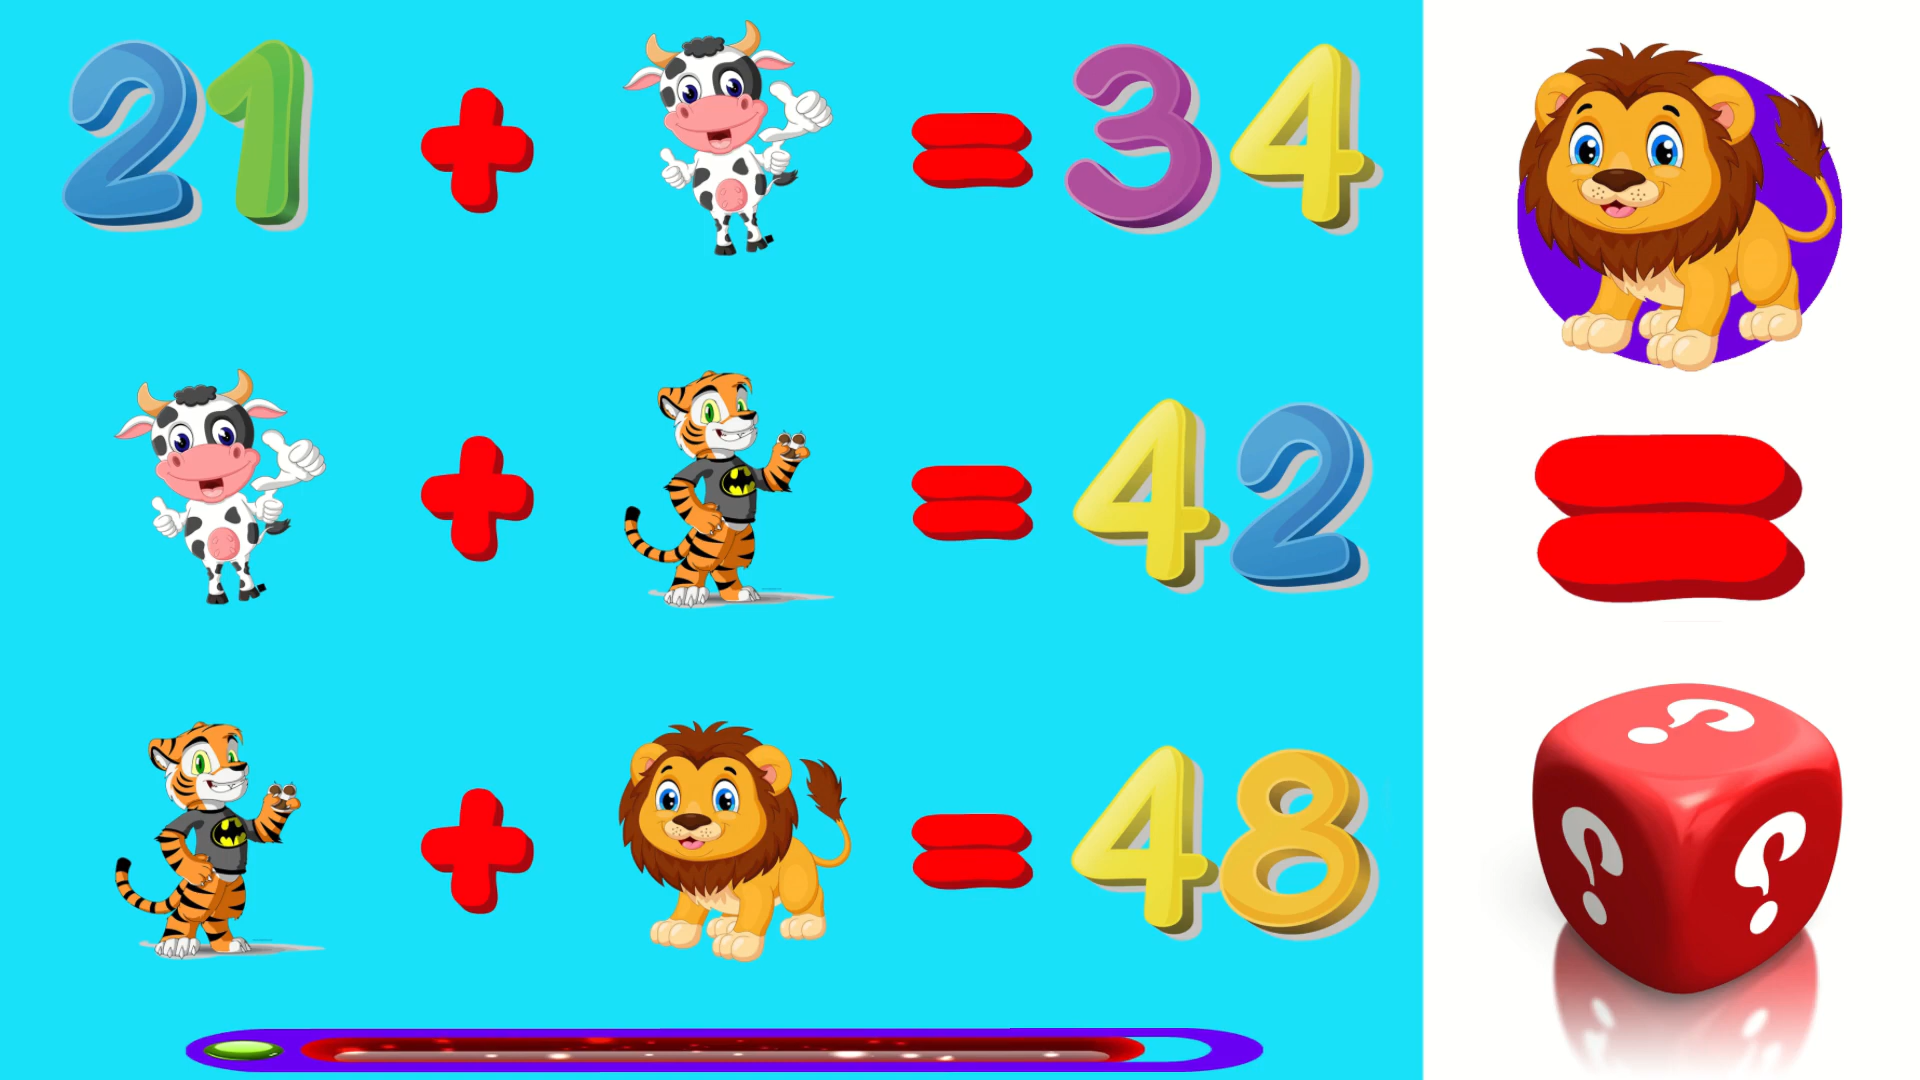 21 + = 34
+ = 42
+ = 48
=
? ? ?